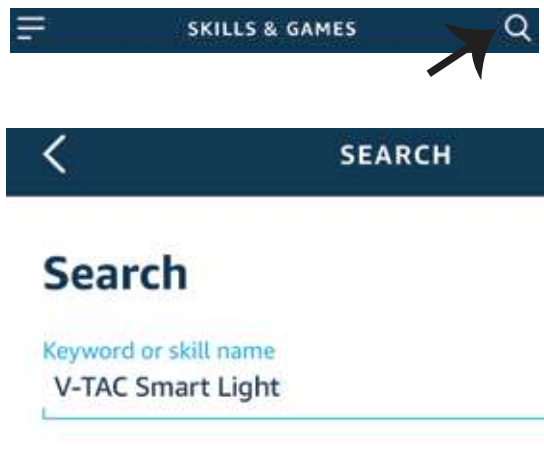 SKILLS & GAMES
SEARCH
Search
Keyword or skill name
V-TAC Smart Light